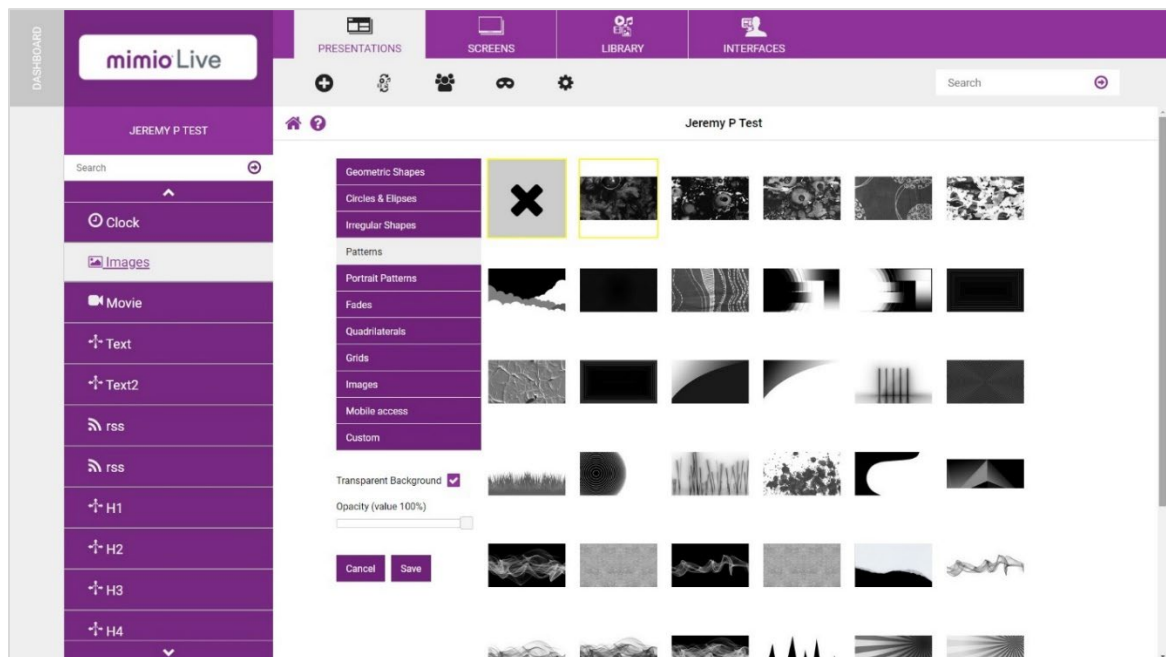 DASHBOARD
mimio Live
PRESENTATIONS
SCREENS
LIBRARY
INTERFACES
Search
JEREMY P TEST
Jeremy P Test
Search
Clock
Images
Movie
Text
Text2
rss
rss
H1
H2
H3
H4
Geometric Shapes
Circles & Elipses
Irregular Shapes
Patterns
Portrait Patterns
Fades
Quadrilaterals
Grids
Images
Mobile access
Custom
Transparent Background
Opacity (value 100%)
Cancel
Save